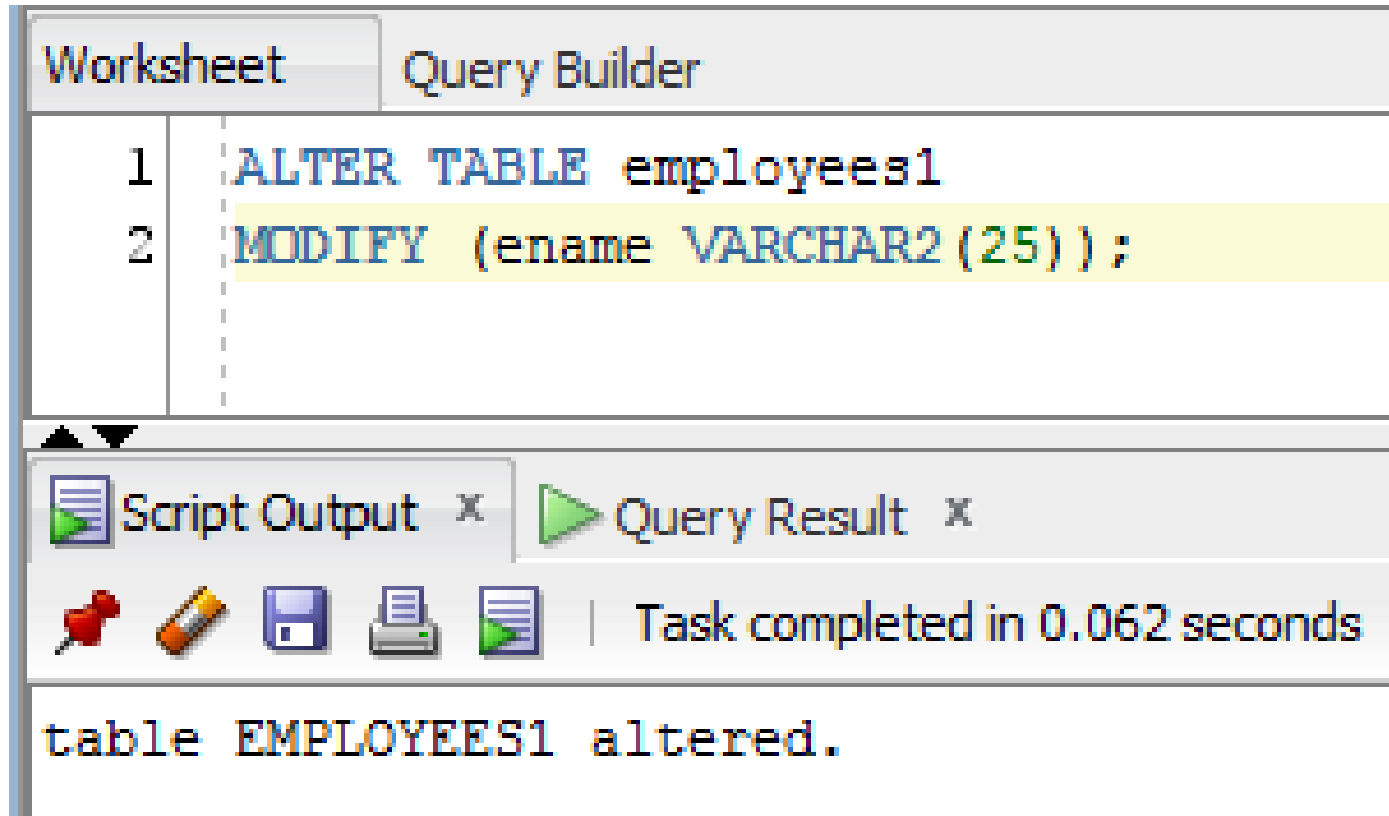 Worksheet Query Builder
1 ALTER TABLE employees1
2 MODIFY (ename VARCHAR2(25));
Script Output x Query Result x
Task completed in 0.062 seconds
table EMPLOYEES1 altered.